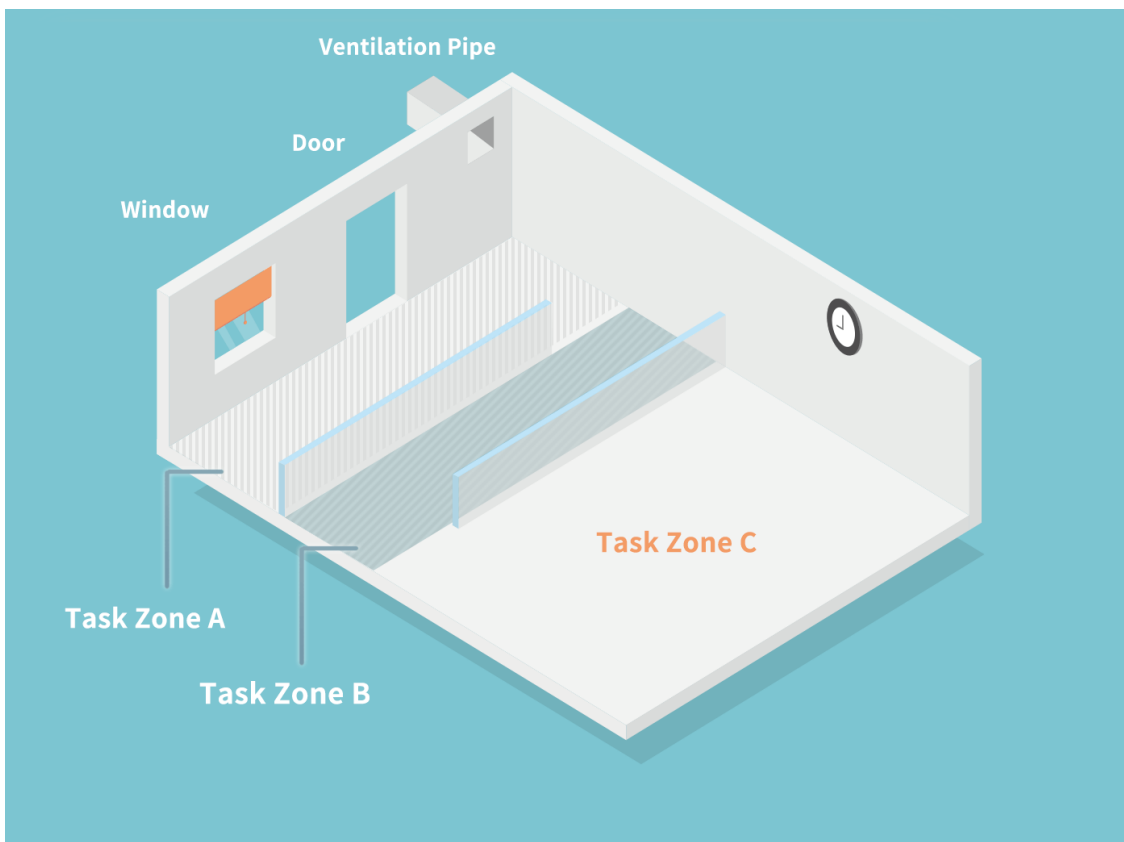 Ventilation Pipe
Door
Window
Task Zone C
Task Zone A
Task Zone B